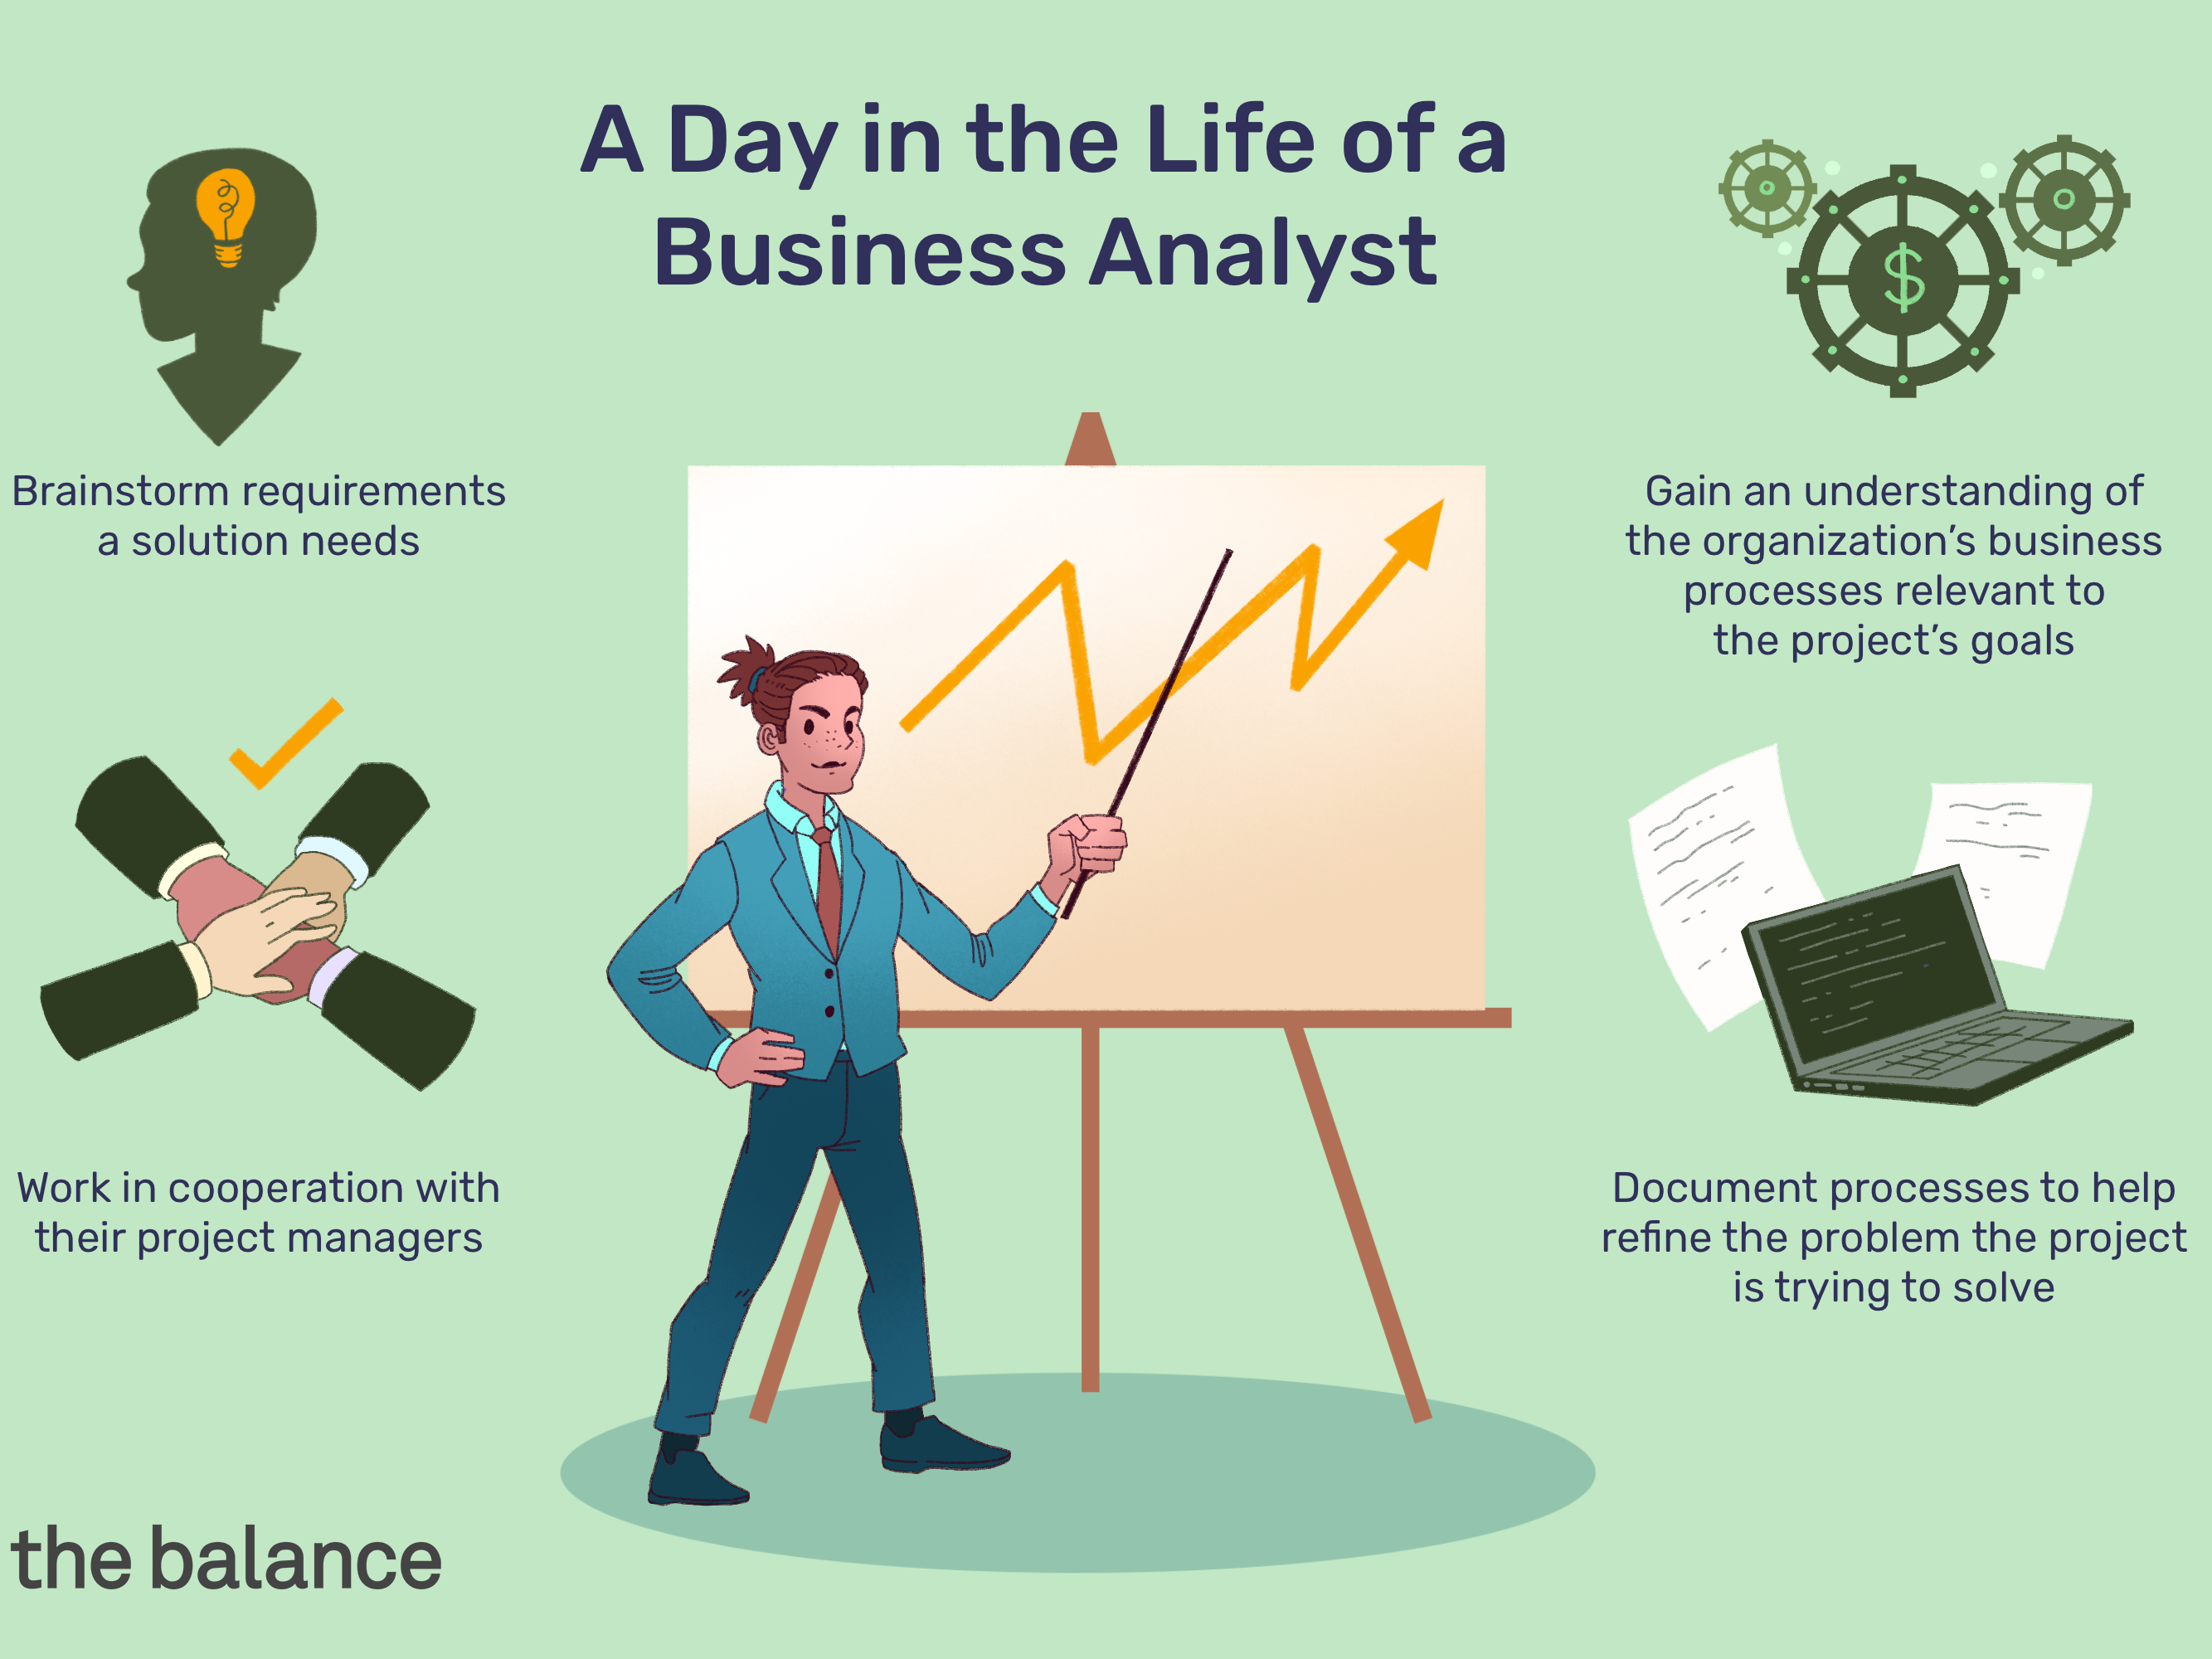 A Day in the Life of a
Business Analyst
Brainstorm requirements
a solution needs
Gain an understanding of
the organization’s business
processes relevant to
the project’s goals
Work in cooperation with
their project managers
Document processes to help
refine the problem the project
is trying to solve
$
the balance